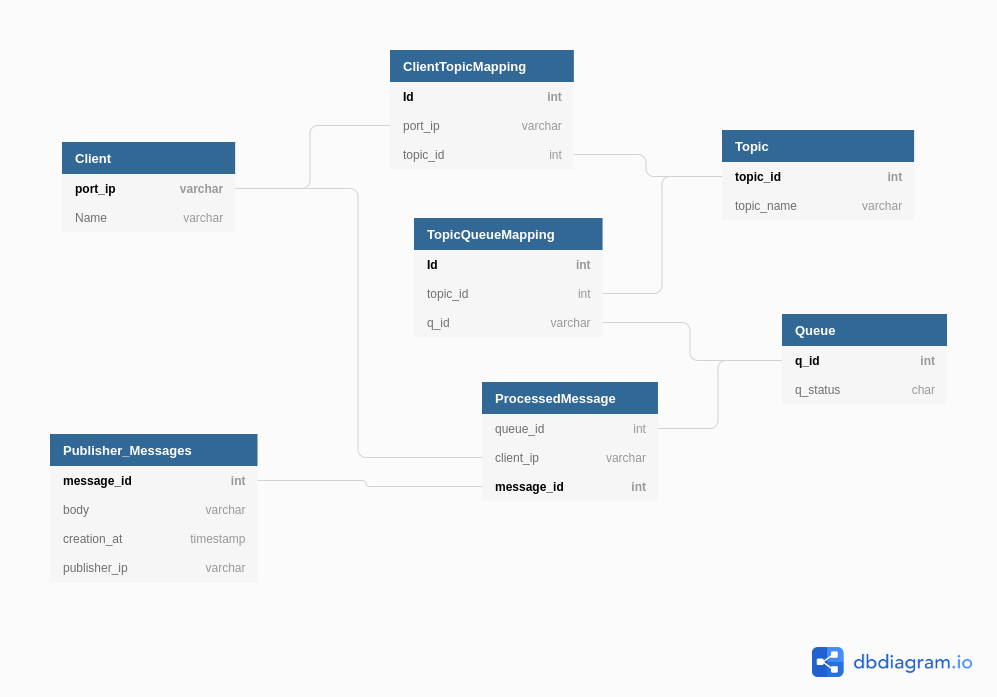 ClientTopicMapping
Id int
port_ip varchar
topic_id int
Client
port_ip varchar
Name varchar
Topic
topic_id int
topic_name varchar
TopicQueueMapping
Id int
topic_id int
q_id varchar
Queue
q_id int
q_status char
ProcessedMessage
queue_id int
client_ip varchar
message_id int
Publisher_Messages
message_id int
body varchar
creation_at timestamp
publisher_ip varchar
dbdiagram.io